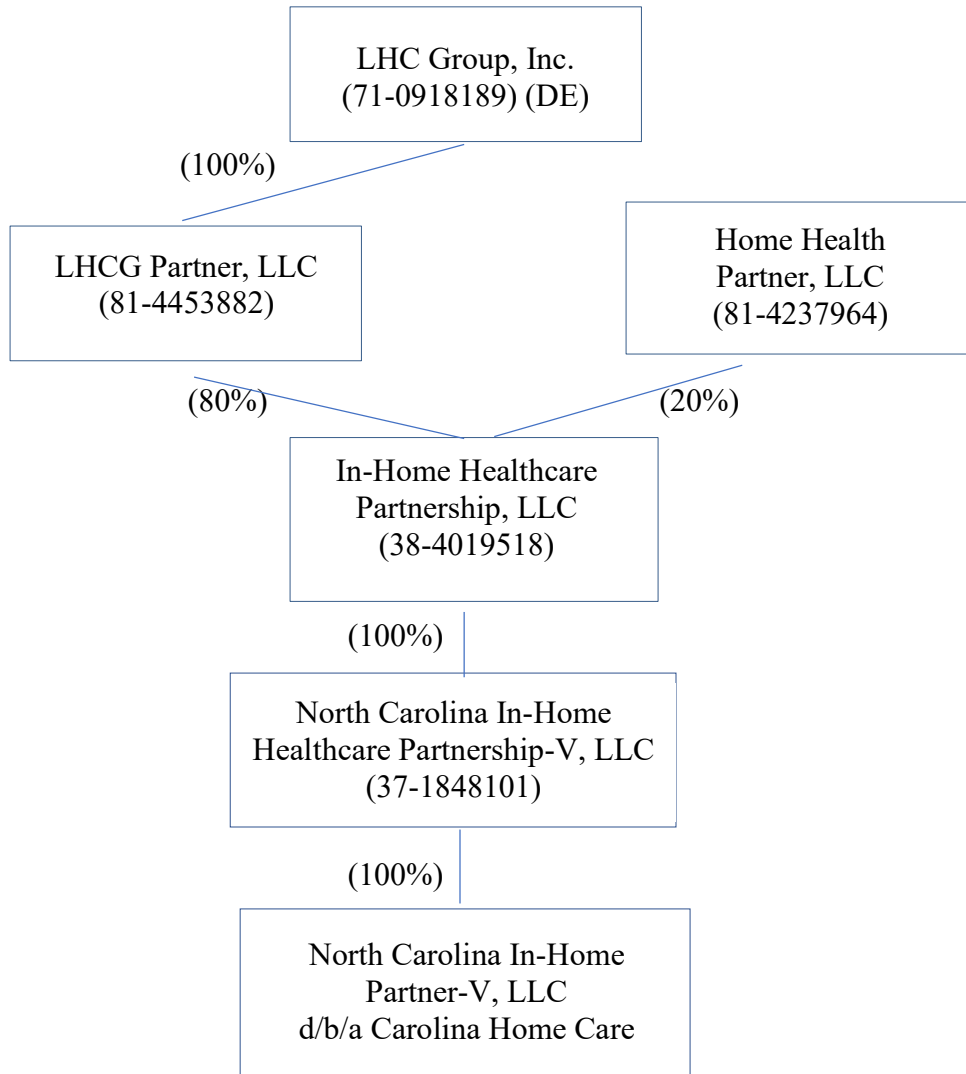 LHC Group, Inc.
(71-0918189) (DE)
(100%)
LHCG Partner, LLC
(81-4453882)
Home Health
Partner, LLC
(81-4237964)
(80%)
(20%)
In-Home Healthcare
Partnership, LLC
(38-4019518)
(100%)
North Carolina In-Home
Healthcare Partnership-V, LLC
(37-1848101)
(100%)
North Carolina In-Home
Partner-V, LLC
d/b/a Carolina Home Care